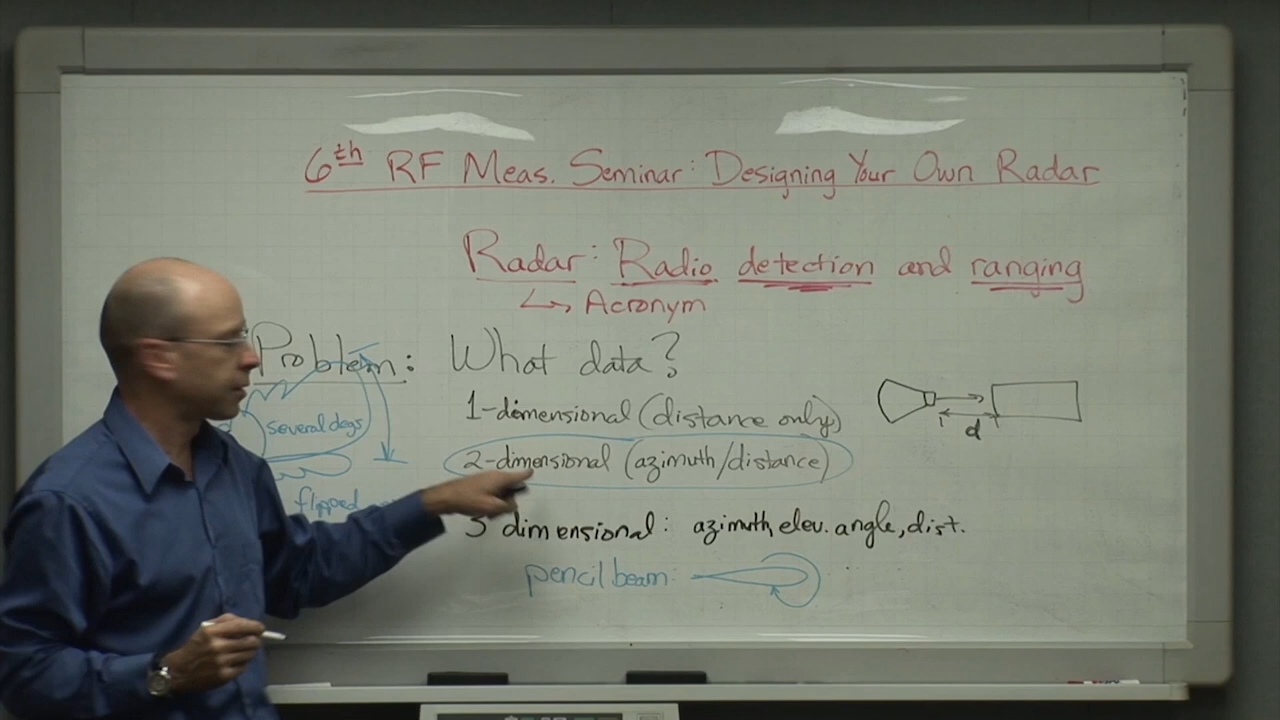 6th RF Meas. Seminar: Designing Your Own Radar
Radar: Radio detection and ranging
Acronym
Problem: What data?
1-dimensional (distance only)
several degs
d
2-dimensional (azimuth/distance)
flipped
3 dimensional: azimuth, elev. angle, dist.
pencil beam: